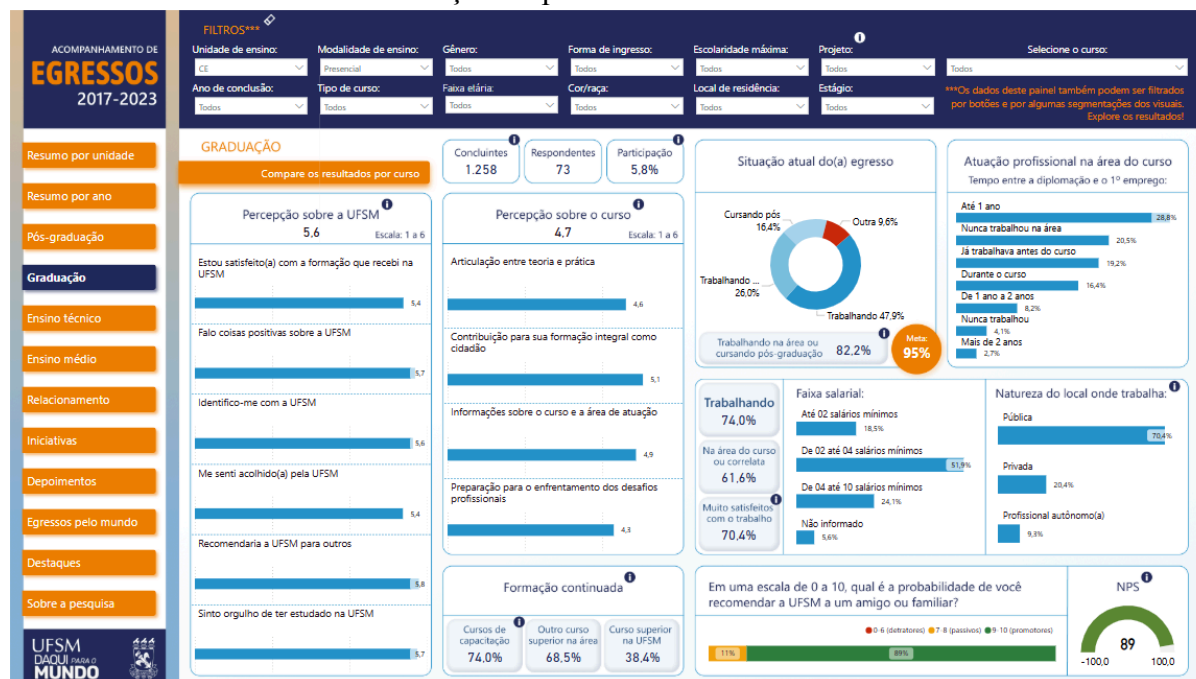 ACOMPANHAMENTO DE
EGRESSOS
2017-2023
FILTROS***
Unidade de ensino:
CE
Modalidade de ensino:
Presencial
Gênero:
Todos
Forma de ingresso:
Todos
Escolaridade máxima:
Todos
Projeto:
Todos
Selecione o curso:
Todos
Ano de conclusão:
Todos
Tipo de curso:
Todos
Faixa etária:
Todos
Cor/raça:
Todos
Local de residência:
Todos
Estágio:
Todos
***Os dados deste painel também podem ser filtrados
por botões e por algumas segmentações dos visuais.
Explore os resultados!
Resumo por unidade
Resumo por ano
Pós-graduação
Graduação
Ensino técnico
Ensino médio
Relacionamento
Iniciativas
Depoimentos
Egressos pelo mundo
Destaques
Sobre a pesquisa
UFSM
DAQUI PARA O
MUNDO
GRADUAÇÃO
Compare os resultados por curso
Concluintes
1.258
Respondentes
73
Participação
5,8%
Percepção sobre a UFSM
5,6
Escala: 1 a 6
Estou satisfeito(a) com a formação que recebi na
UFSM
5,4
Falo coisas positivas sobre a UFSM
5,7
Identifico-me com a UFSM
5,6
Me senti acolhido(a) pela UFSM
5,4
Recomendaria a UFSM para outros
5,8
Sinto orgulho de ter estudado na UFSM
5,7
Percepção sobre o curso
4,7
Escala: 1 a 6
Articulação entre teoria e prática
4,6
Contribuição para sua formação integral como
cidadão
5,1
Informações sobre o curso e a área de atuação
4,9
Preparação para o enfrentamento dos desafios
profissionais
4,3
Formação continuada
Cursos de
capacitação
74,0%
Outro curso
superior na área
68,5%
Curso superior
na UFSM
38,4%
Situação atual do(a) egresso
Cursando pós
16,4%
Outra 9,6%
Trabalhando ...
26,0%
Trabalhando 47,9%
Trabalhando na área ou
cursando pós-graduação
82,2%
Meta:
95%
Atuação profissional na área do curso
Tempo entre a diplomação e o 1º emprego:
Até 1 ano
28,8%
Nunca trabalhou na área
20,5%
Já trabalhava antes do curso
19,2%
Durante o curso
16,4%
De 1 ano a 2 anos
8,2%
Nunca trabalhou
4,1%
Mais de 2 anos
2,7%
Trabalhando
74,0%
Na área do curso
ou correlata
61,6%
Muito satisfeitos
com o trabalho
70,4%
Faixa salarial:
Até 02 salários mínimos
18,5%
De 02 até 04 salários mínimos
51,9%
De 04 até 10 salários mínimos
24,1%
Não informado
5,6%
Natureza do local onde trabalha:
Pública
70,4%
Privada
20,4%
Profissional autônomo(a)
9,3%
Em uma escala de 0 a 10, qual é a probabilidade de você
recomendar a UFSM a um amigo ou familiar?
0-6 (detratores) 7-8 (passivos) 9-10 (promotores)
11%
89%
NPS
89
-100,0
100,0